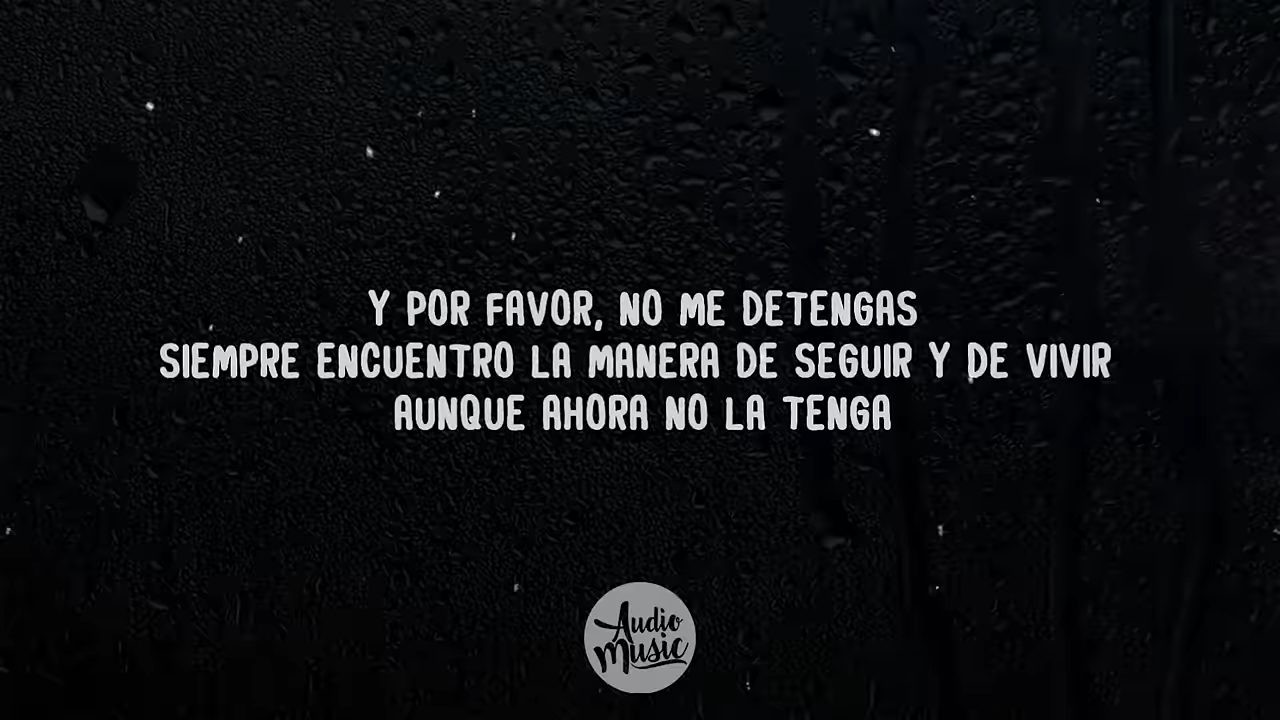 Y POR FAVOR, NO ME DETENGAS
SIEMPRE ENCUENTRO LA MANERA DE SEGUIR Y DE VIVIR
AUNQUE AHORA NO LA TENGA
Audio
Music